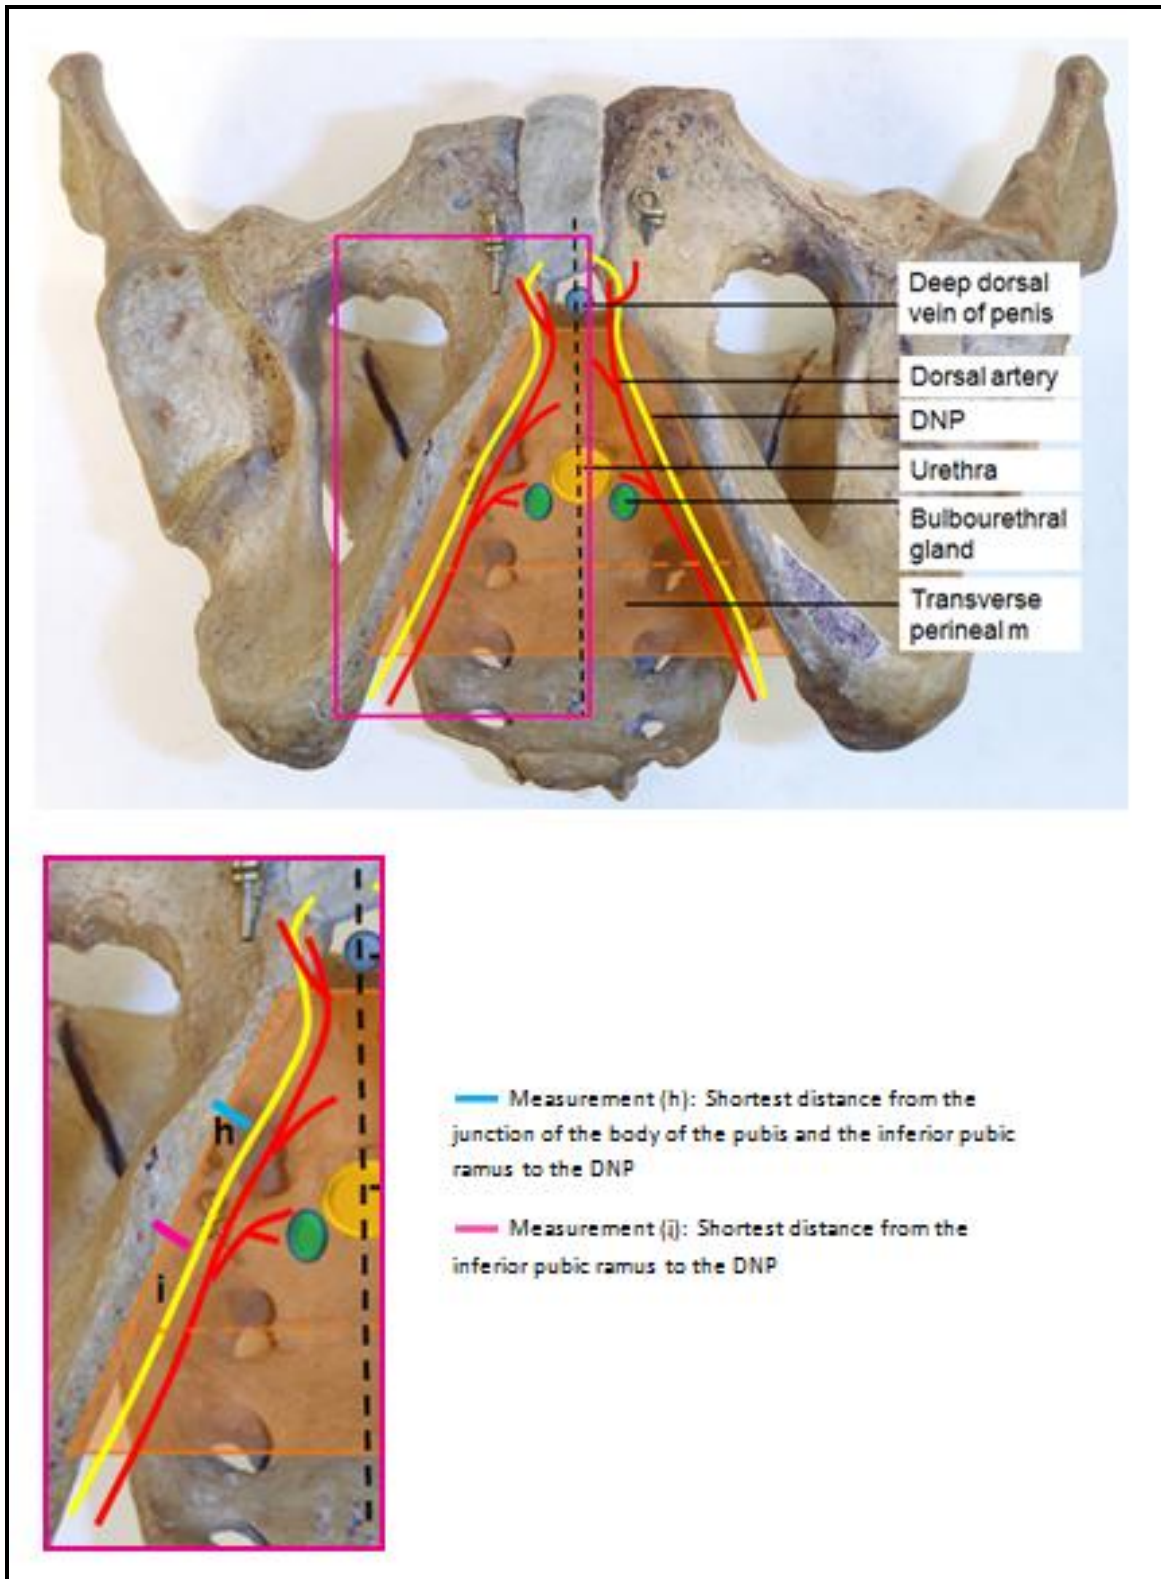 Deep dorsal
vein of penis
Dorsal artery
DNP
Urethra
Bulbourethral
gland
Transverse
perineal m
h
i
Measurement (h): Shortest distance from the
junction of the body of the pubis and the inferior pubic
ramus to the DNP
Measurement (i): Shortest distance from the
inferior pubic ramus to the DNP